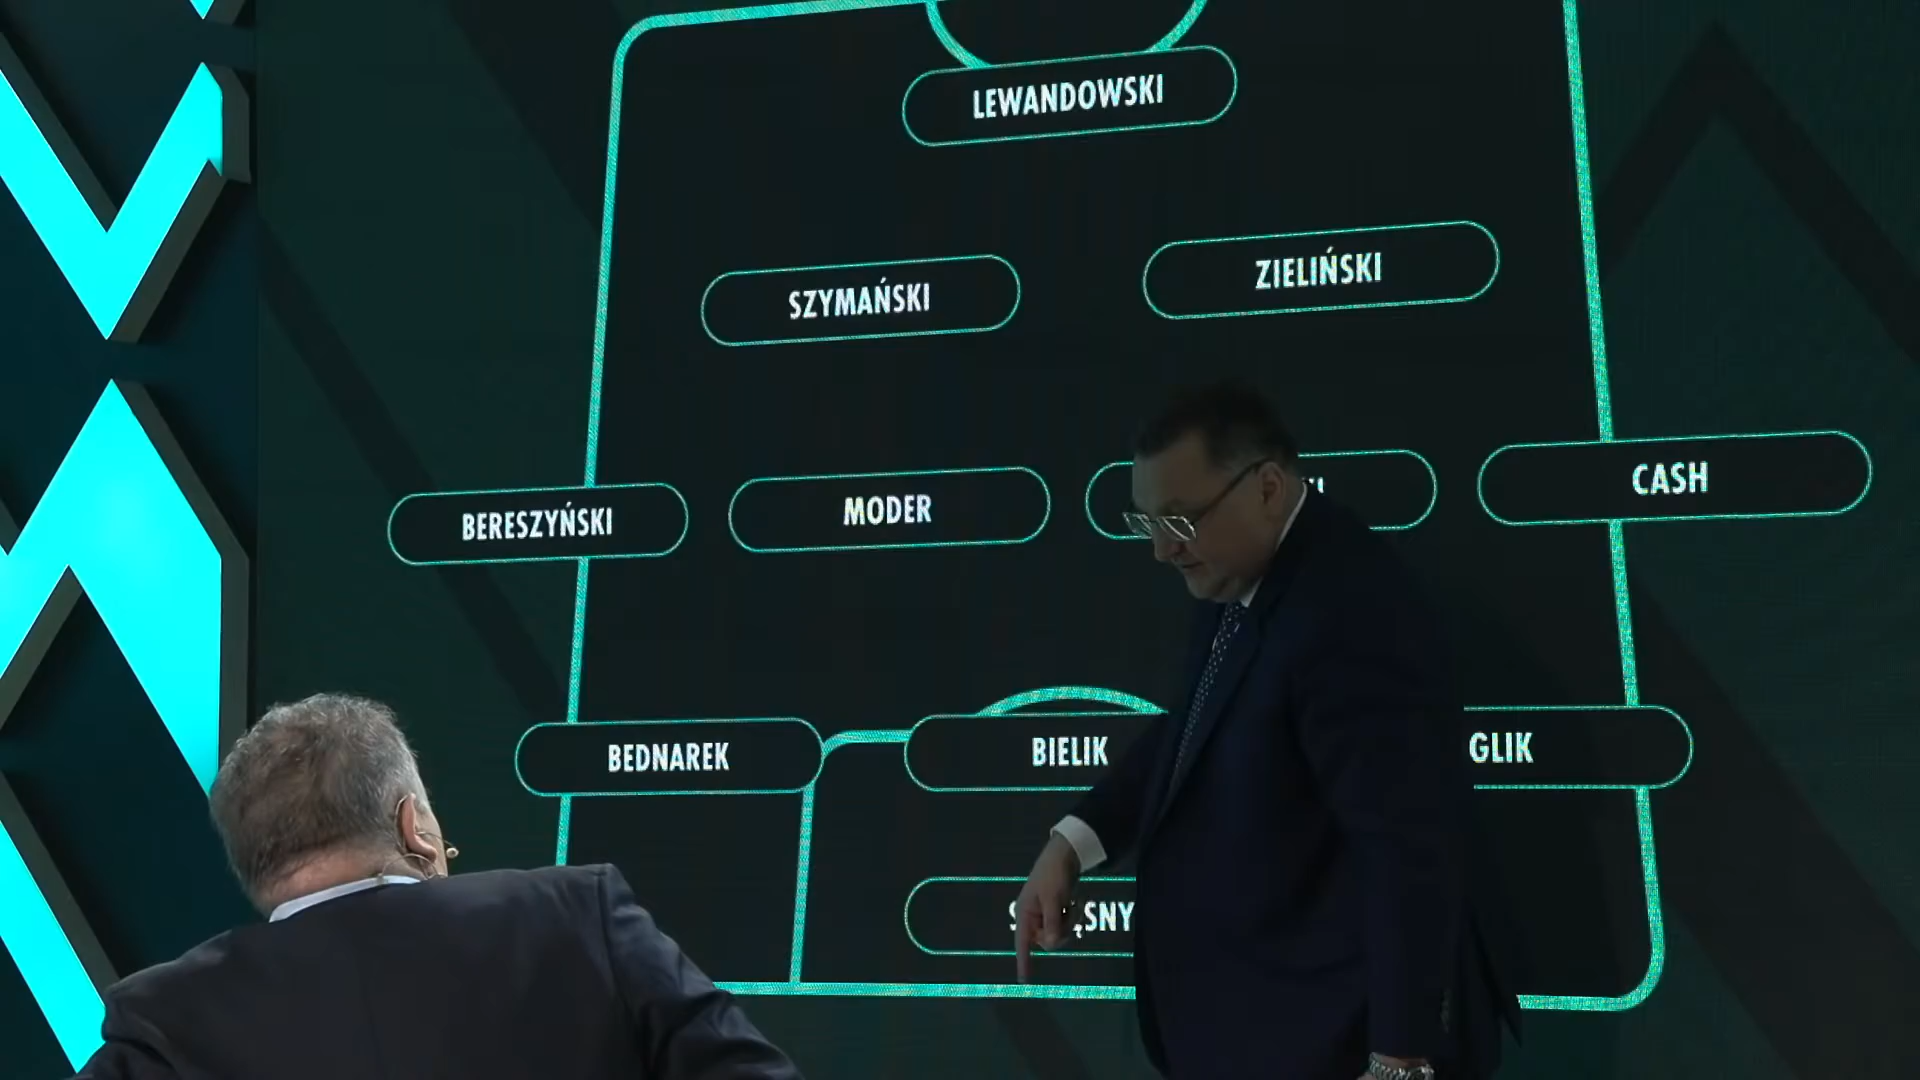 LEWANDOWSKI
SZYMAŃSKI
ZIELIŃSKI
BERESZYŃSKI
MODER
CASH
BEDNAREK
BIELIK
GLIK